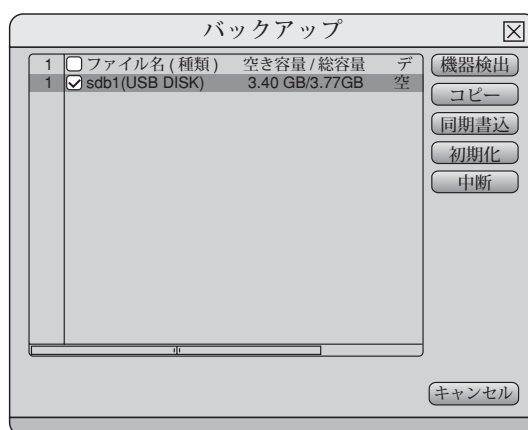 バックアップ
1 ファイル名 ( 種類 ) 空き容量 / 総容量 デ
1 sdb1(USB DISK) 3.40 GB/3.77GB 空
機器検出
コピー
同期書込
初期化
中断
キャンセル